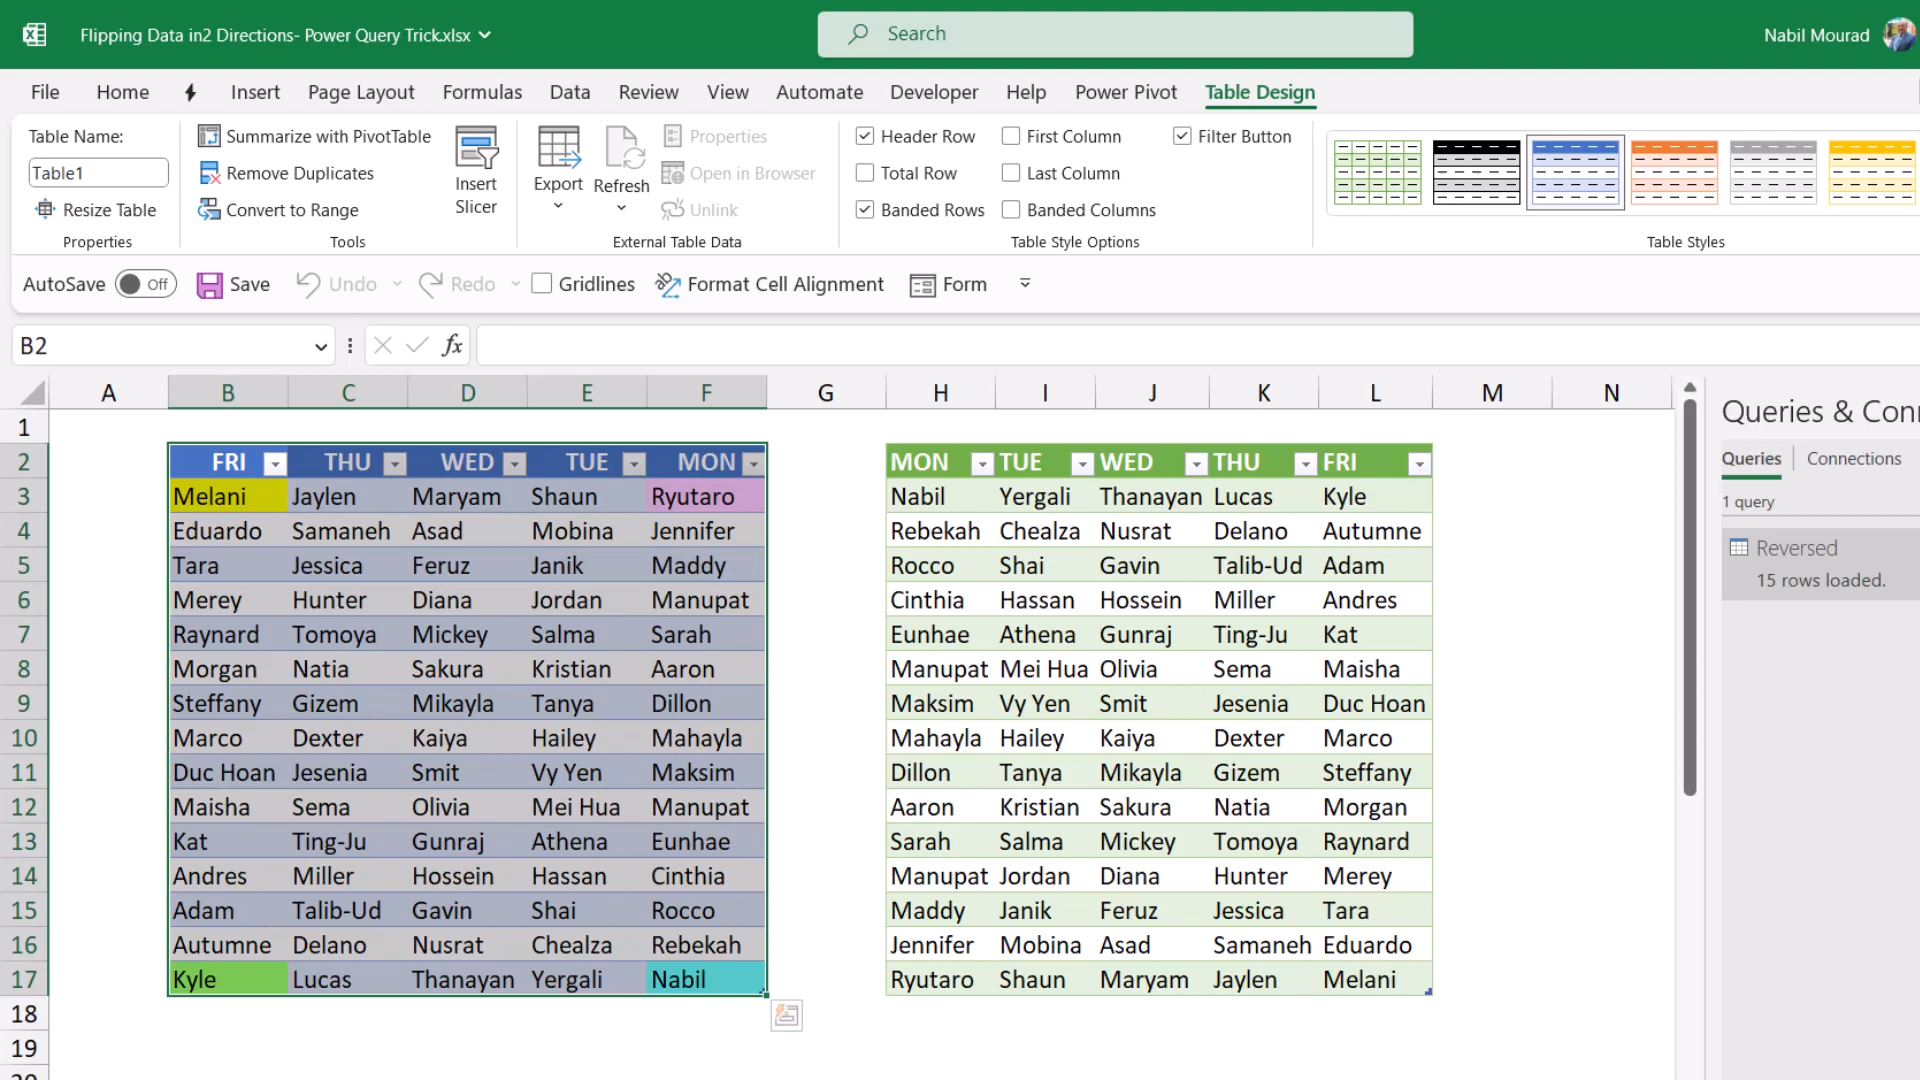 Flipping Data in2 Directions- Power Query Trick.xlsx
Search
Nabil Mourad
File Home Insert Page Layout Formulas Data Review View Automate Developer Help Power Pivot Table Design
Table Name:
Table1
Resize Table
Properties
Summarize with PivotTable
Remove Duplicates
Convert to Range
Tools
Insert
Slicer
Export
Refresh
Properties
Open in Browser
Unlink
External Table Data
Header Row First Column Filter Button
Total Row Last Column
Banded Rows Banded Columns
Table Style Options
Table Styles
AutoSave Off Save Undo Redo Gridlines Format Cell Alignment Form
B2 fx
A B C D E F G H I J K L M N
1
2 FRI THU WED TUE MON MON TUE WED THU FRI
3 Melani Jaylen Maryam Shaun Ryutaro Nabil Yergali Thanayan Lucas Kyle
4 Eduardo Samaneh Asad Mobina Jennifer Rebekah Chealza Nusrat Delano Autumne
5 Tara Jessica Feruz Janik Maddy Rocco Shai Gavin Talib-Ud Adam
6 Merey Hunter Diana Jordan Manupat Cinthia Hassan Hossein Miller Andres
7 Raynard Tomoya Mickey Salma Sarah Eunhae Athena Gunraj Ting-Ju Kat
8 Morgan Natia Sakura Kristian Aaron Manupat Mei Hua Olivia Sema Maisha
9 Steffany Gizem Mikayla Tanya Dillon Maksim Vy Yen Smit Jesenia Duc Hoan
10 Marco Dexter Kaiya Hailey Mahayla Mahayla Hailey Kaiya Dexter Marco
11 Duc Hoan Jesenia Smit Vy Yen Maksim Dillon Tanya Mikayla Gizem Steffany
12 Maisha Sema Olivia Mei Hua Manupat Aaron Kristian Sakura Natia Morgan
13 Kat Ting-Ju Gunraj Athena Eunhae Sarah Salma Mickey Tomoya Raynard
14 Andres Miller Hossein Hassan Cinthia Manupat Jordan Diana Hunter Merey
15 Adam Talib-Ud Gavin Shai Rocco Maddy Janik Feruz Jessica Tara
16 Autumne Delano Nusrat Chealza Rebekah Jennifer Mobina Asad Samaneh Eduardo
17 Kyle Lucas Thanayan Yergali Nabil Ryutaro Shaun Maryam Jaylen Melani
18
19
Queries & Con
Queries Connections
1 query
Reversed
15 rows loaded.